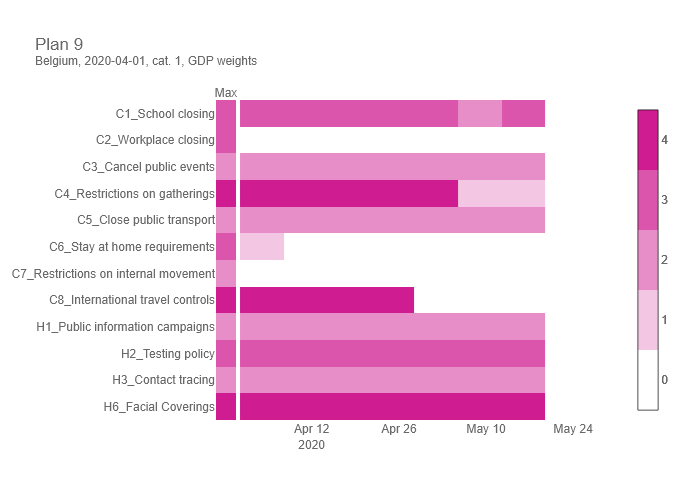 Plan 9
Belgium, 2020-04-01, cat. 1, GDP weights
Max
C1_School closing
C2_Workplace closing
C3_Cancel public events
C4_Restrictions on gatherings
C5_Close public transport
C6_Stay at home requirements
C7_Restrictions on internal movement
C8_International travel controls
H1_Public information campaigns
H2_Testing policy
H3_Contact tracing
H6_Facial Coverings
Apr 12 Apr 26 May 10 May 24
2020
4
3
2
1
0